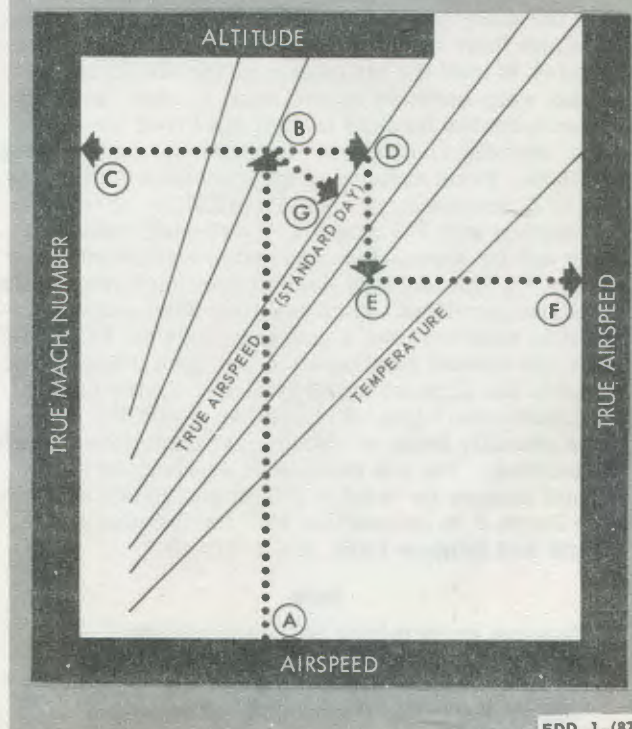 ALTITUDE
B
C
D
G
TRUE MACH NUMBER
TRUE AIRSPEED (STANDARD DAY)
E
F
TEMPERATURE
TRUE AIRSPEED
A
AIRSPEED